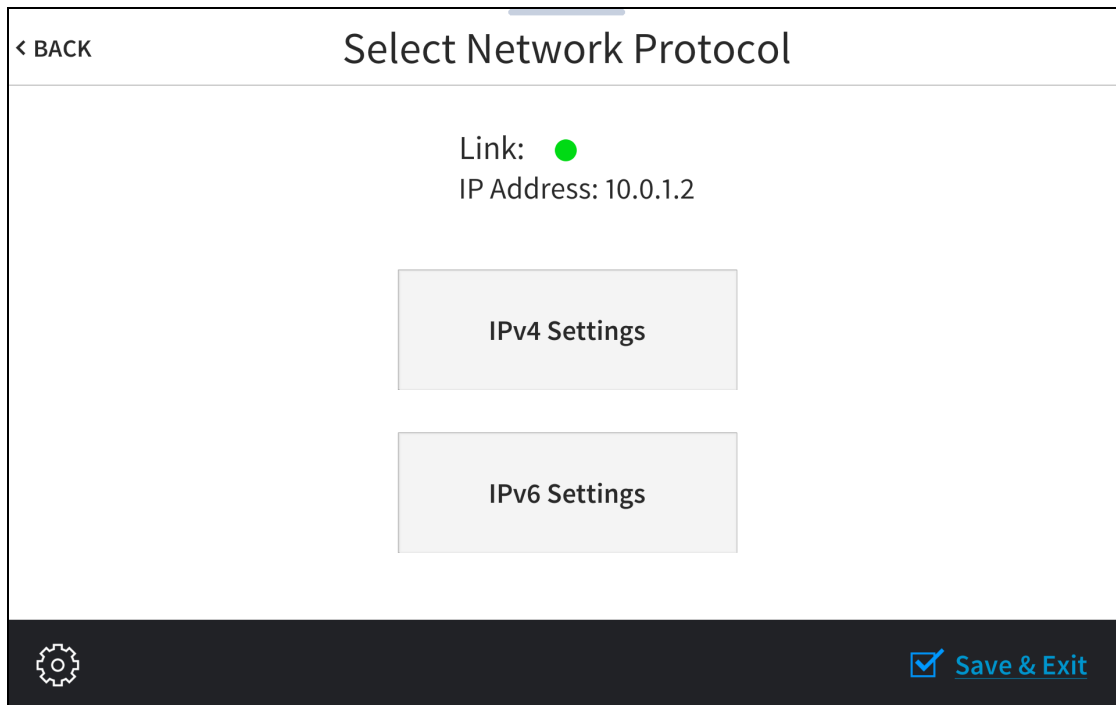 < BACK
Select Network Protocol
Link:
IP Address: 10.0.1.2
IPv4 Settings
IPv6 Settings
Save & Exit